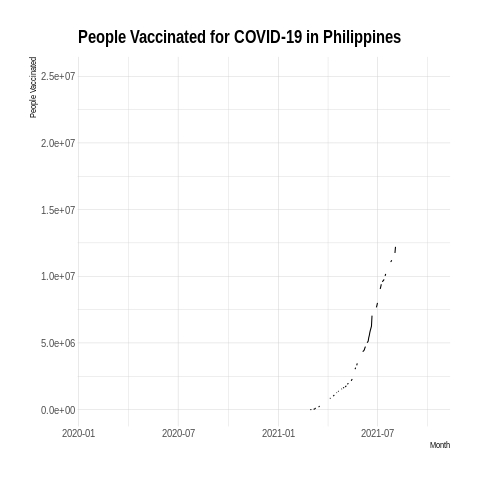 People Vaccinated for COVID-19 in Philippines
People Vaccinated
2.5e+07
2.0e+07
1.5e+07
1.0e+07
5.0e+06
0.0e+00
2020-01
2020-07
2021-01
2021-07
Month